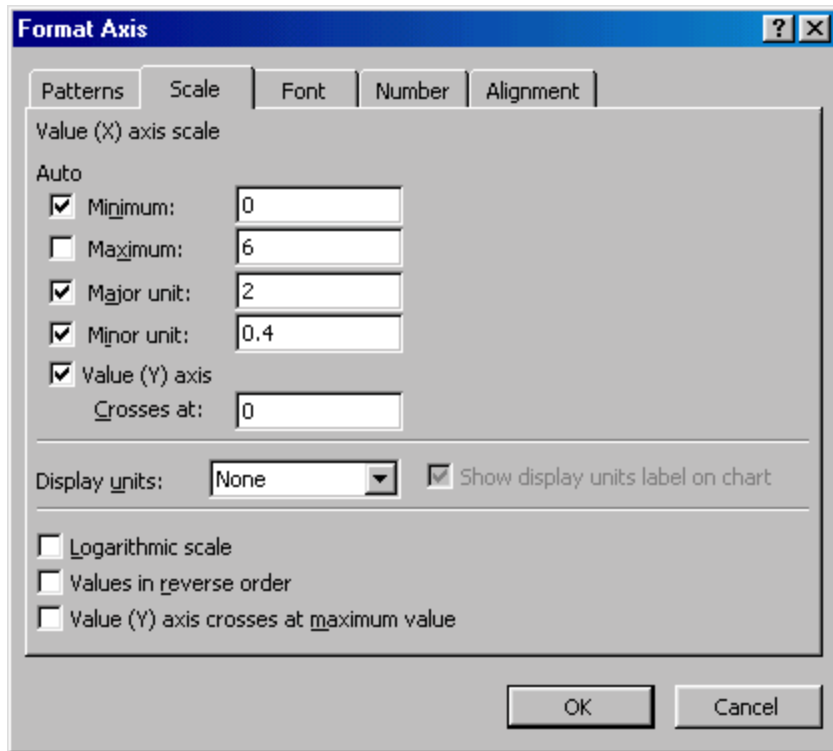 Format Axis
Patterns Scale Font Number Alignment
Value (X) axis scale
Auto
Minimum: 0
Maximum: 6
Major unit: 2
Minor unit: 0.4
Value (Y) axis
Crosses at: 0
Display units: None Show display units label on chart
Logarithmic scale
Values in reverse order
Value (Y) axis crosses at maximum value
OK Cancel